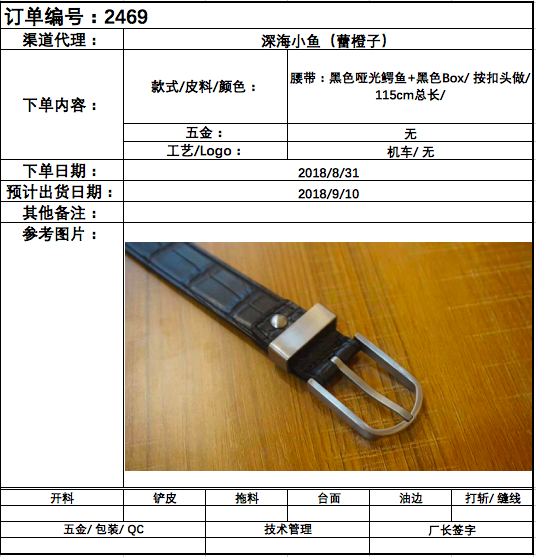 订单编号：2469
渠道代理：
深海小鱼（蕾橙子）
下单内容：
款式/皮料/颜色：
腰带：黑色哑光鳄鱼+黑色Box/ 按扣头做/
115cm总长/
五金：
无
工艺/Logo：
机车/ 无
下单日期：
2018/8/31
预计出货日期：
2018/9/10
其他备注：
参考图片：
开料 铲皮 拖料 台面 油边 打斩/ 缝线
五金/ 包装/ QC 技术管理 厂长签字